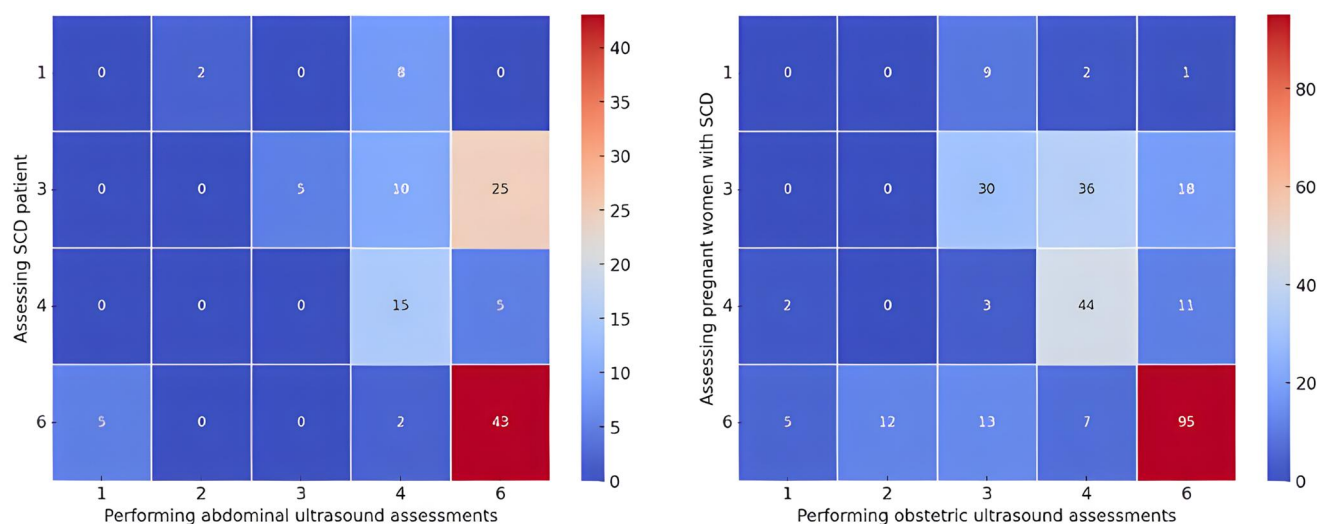 1 0 2 0 8 0
3 0 0 5 10 25
4 0 0 0 15 5
6 5 0 0 2 43
1 2 3 4 6
Assessing SCD patient
Performing abdominal ultrasound assessments
40
35
30
25
20
15
10
5
0
1 0 0 9 2 1
3 0 0 30 36 18
4 2 0 3 44 11
6 5 12 13 7 95
1 2 3 4 6
Assessing pregnant women with SCD
Performing obstetric ultrasound assessments
80
60
40
20
0